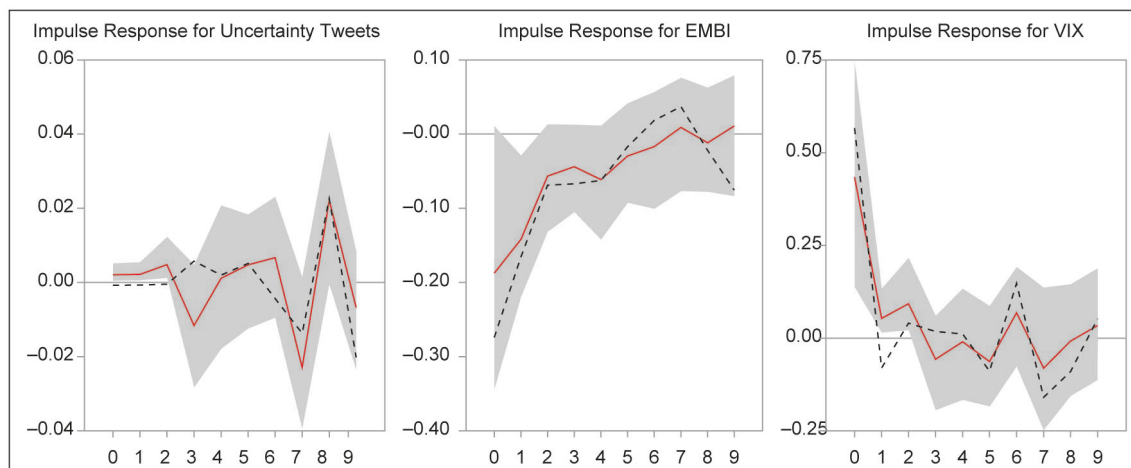 Impulse Response for Uncertainty Tweets
0.06
0.04
0.02
0.00
–0.02
–0.04
0 1 2 3 4 5 6 7 8 9
Impulse Response for EMBI
0.10
–0.00
–0.10
–0.20
–0.30
–0.40
0 1 2 3 4 5 6 7 8 9
Impulse Response for VIX
0.75
0.50
0.25
0.00
–0.25
0 1 2 3 4 5 6 7 8 9